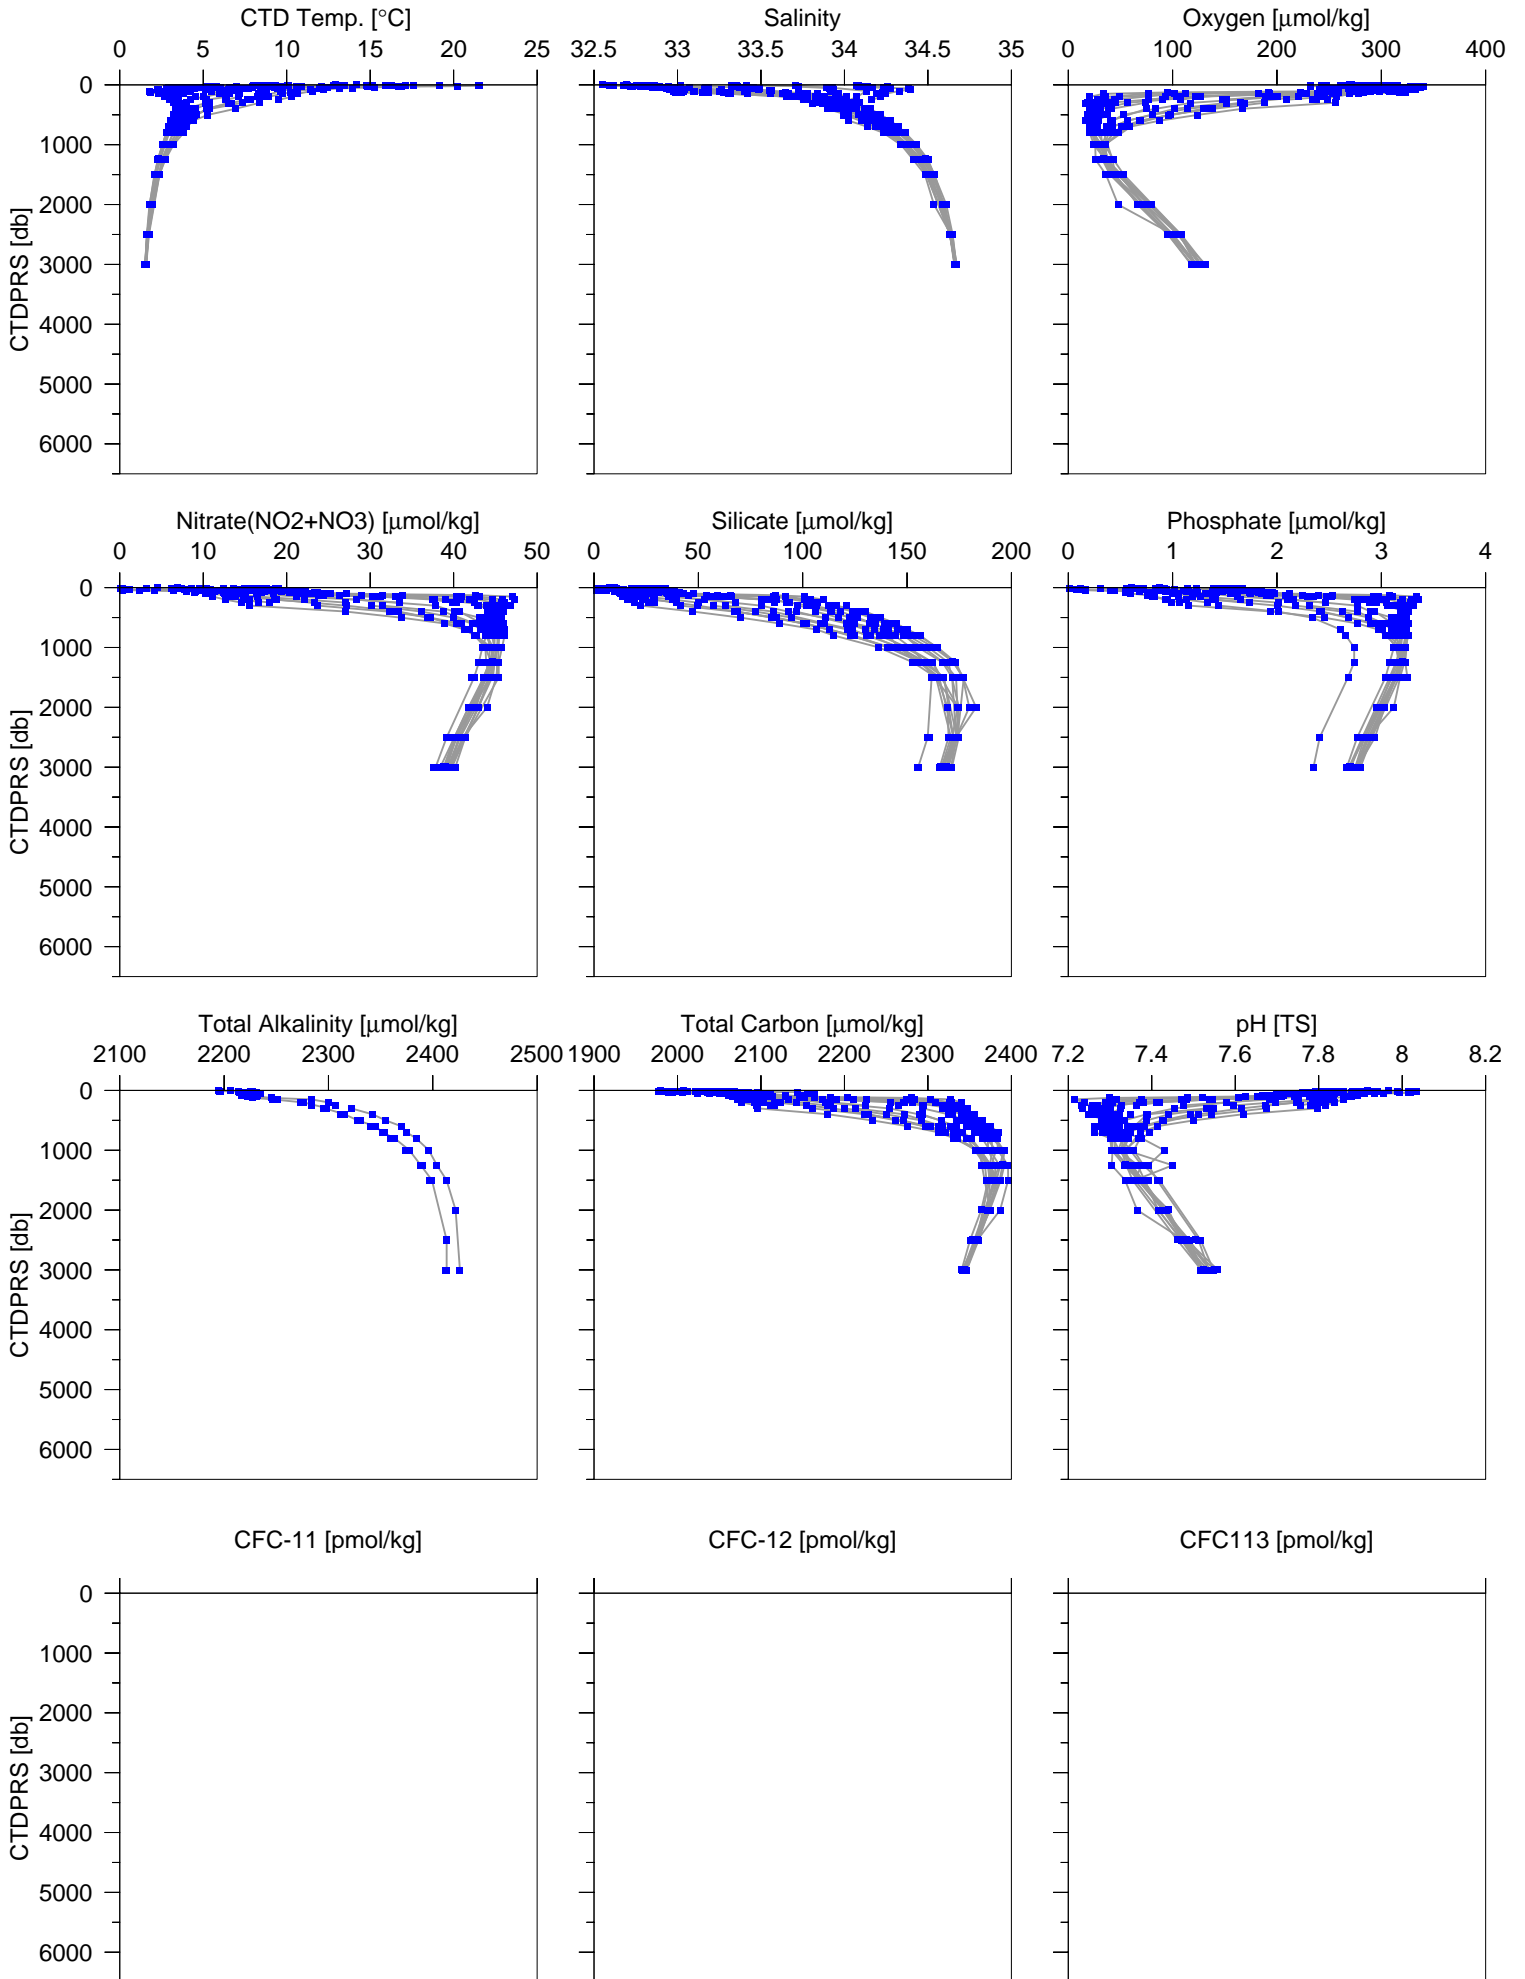 CTD Temp. [°C] Salinity Oxygen [μmol/kg]
0 5 10 15 20 25 32.5 33 33.5 34 34.5 35 0 100 200 300 400
0
1000
2000
3000
4000
5000
6000
CTDPRS [db]
Nitrate(NO2+NO3) [μmol/kg] Silicate [μmol/kg] Phosphate [μmol/kg]
0 10 20 30 40 50 0 50 100 150 200 0 1 2 3 4
0
1000
2000
3000
4000
5000
6000
CTDPRS [db]
Total Alkalinity [μmol/kg] Total Carbon [μmol/kg] pH [TS]
2100 2200 2300 2400 2500 1900 2000 2100 2200 2300 2400 7.2 7.4 7.6 7.8 8 8.2
0
1000
2000
3000
4000
5000
6000
CTDPRS [db]
CFC-11 [pmol/kg] CFC-12 [pmol/kg] CFC113 [pmol/kg]
0
1000
2000
3000
4000
5000
6000
CTDPRS [db]